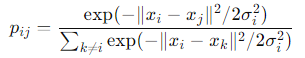 p_{ij} = \frac{\exp(-\|x_i - x_j\|^2 / 2\sigma_i^2)}{\sum_{k \neq i} \exp(-\|x_i - x_k\|^2 / 2\sigma_i^2)}